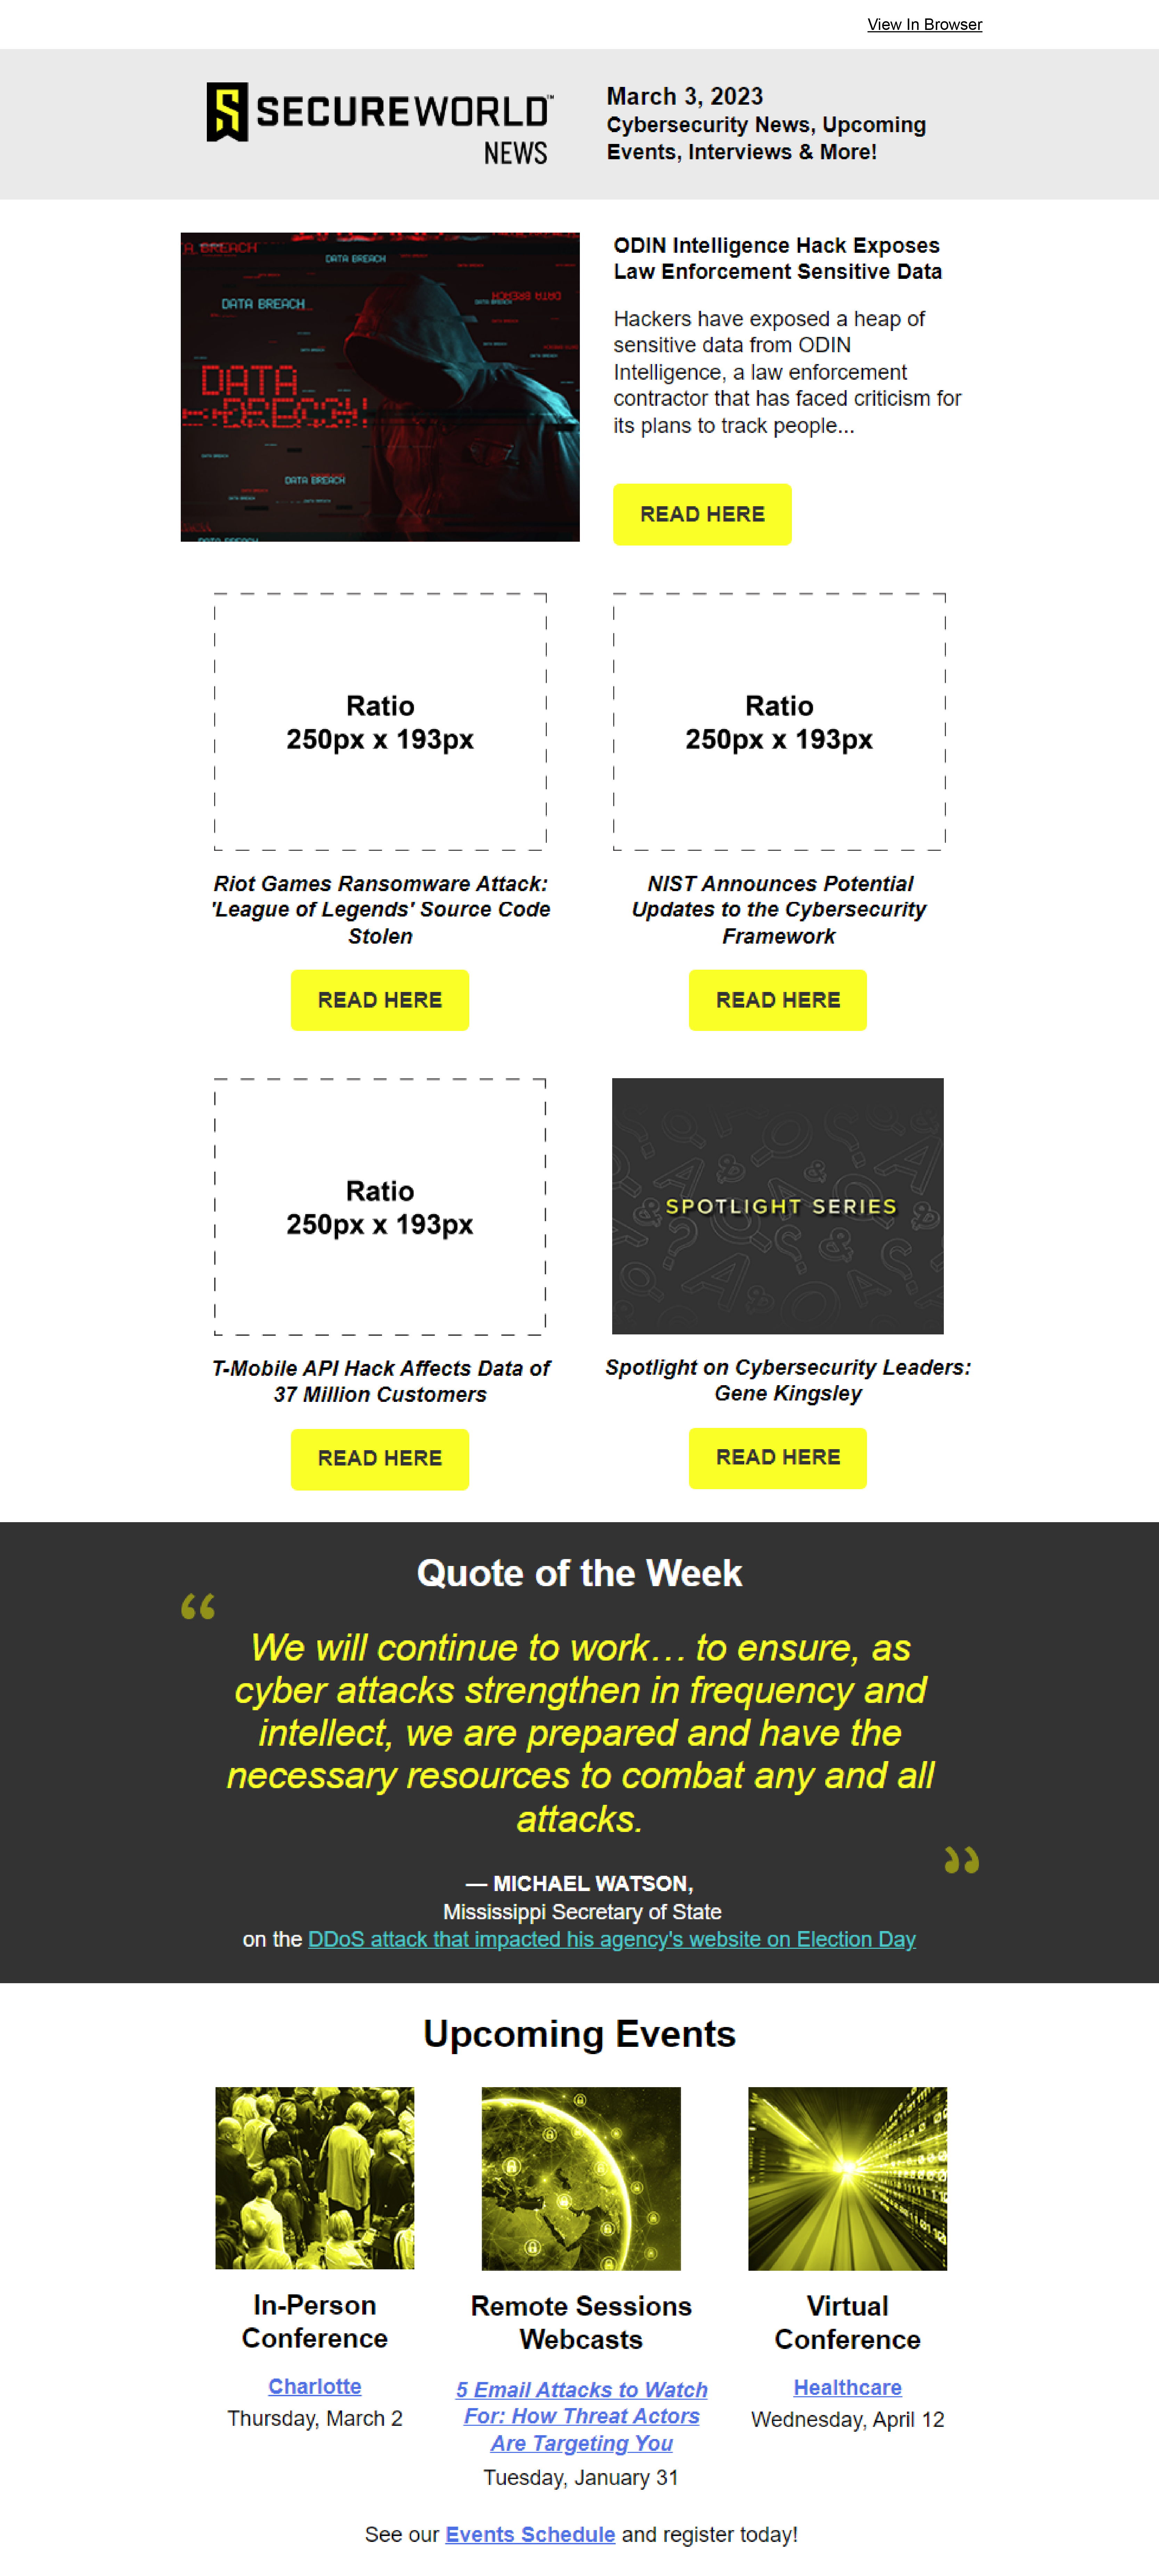 View In Browser
SECUREWORLD™
NEWS
March 3, 2023
Cybersecurity News, Upcoming
Events, Interviews & More!
DATA BREACH
DATA BREACH
DATA BREACH
DATA
DATA BREACH
ODIN Intelligence Hack Exposes
Law Enforcement Sensitive Data
Hackers have exposed a heap of
sensitive data from ODIN
Intelligence, a law enforcement
contractor that has faced criticism for
its plans to track people...
READ HERE
Ratio
250px x 193px
Ratio
250px x 193px
Riot Games Ransomware Attack:
'League of Legends' Source Code
Stolen
NIST Announces Potential
Updates to the Cybersecurity
Framework
READ HERE
READ HERE
Ratio
250px x 193px
SPOTLIGHT SERIES
T-Mobile API Hack Affects Data of
37 Million Customers
Spotlight on Cybersecurity Leaders:
Gene Kingsley
READ HERE
READ HERE
Quote of the Week
“
We will continue to work… to ensure, as
cyber attacks strengthen in frequency and
intellect, we are prepared and have the
necessary resources to combat any and all
attacks.
”
— MICHAEL WATSON,
Mississippi Secretary of State
on the DDoS attack that impacted his agency's website on Election Day
Upcoming Events
In-Person
Conference
Charlotte
Thursday, March 2
Remote Sessions
Webcasts
5 Email Attacks to Watch
For: How Threat Actors
Are Targeting You
Tuesday, January 31
Virtual
Conference
Healthcare
Wednesday, April 12
See our Events Schedule and register today!